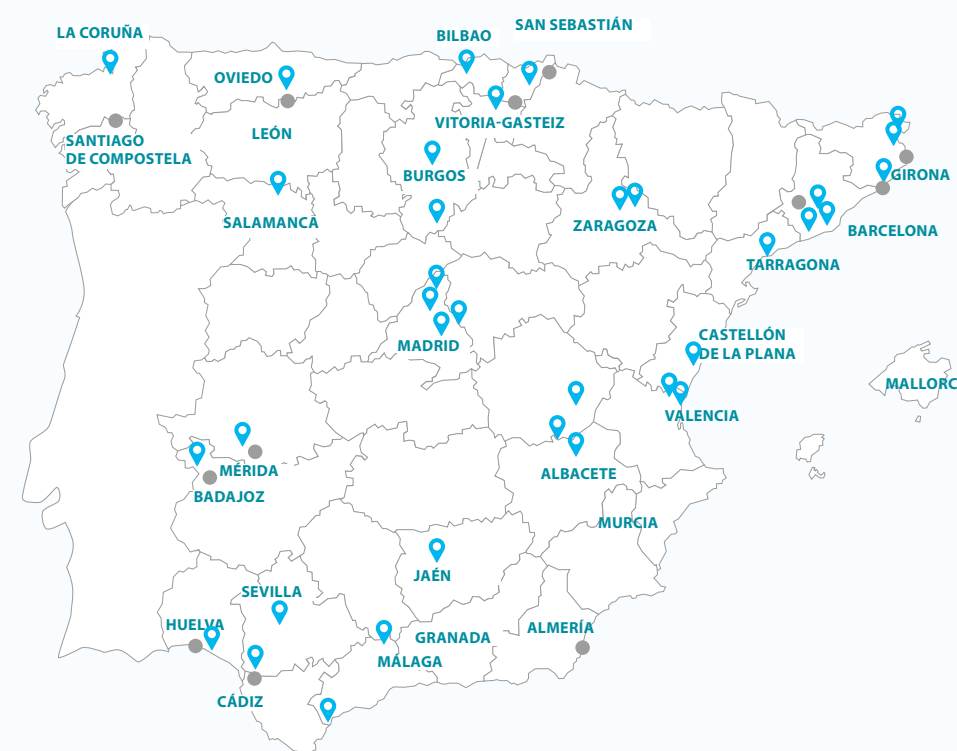 LA CORUÑA
BILBAO
SAN SEBASTIÁN
OVIEDO
LEÓN
VITORIA-GASTEIZ
SANTIAGO
DE COMPOSTELA
BURGOS
GIRONA
SALAMANCA
ZARAGOZA
BARCELONA
TARRAGONA
MADRID
CASTELLÓN
DE LA PLANA
MALLORC
VALENCIA
MÉRIDA
ALBACETE
BADAJOZ
MURCIA
JAÉN
SEVILLA
HUELVA
GRANADA
ALMERÍA
MÁLAGA
CÁDIZ